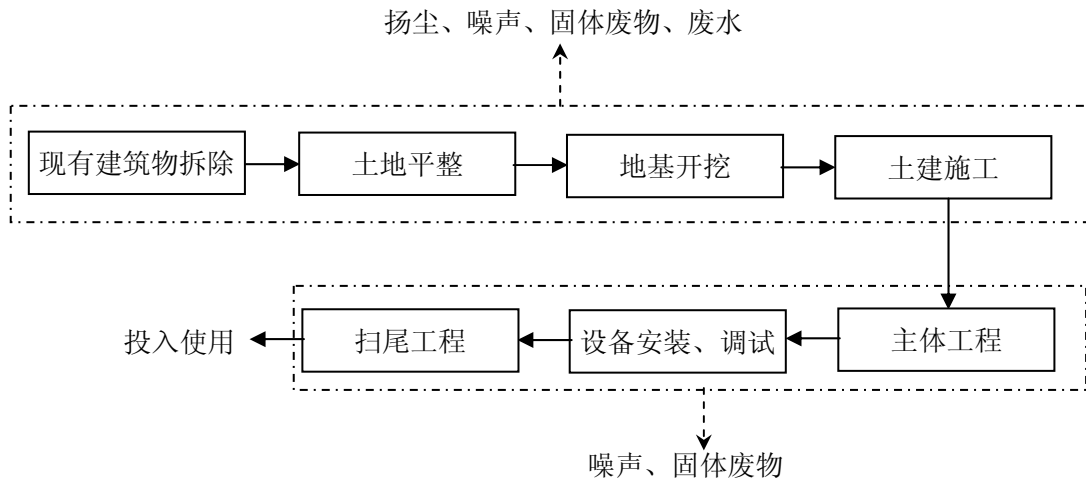 扬尘、噪声、固体废物、废水
现有建筑物拆除
土地平整
地基开挖
土建施工
投入使用
扫尾工程
设备安装、调试
主体工程
噪声、固体废物